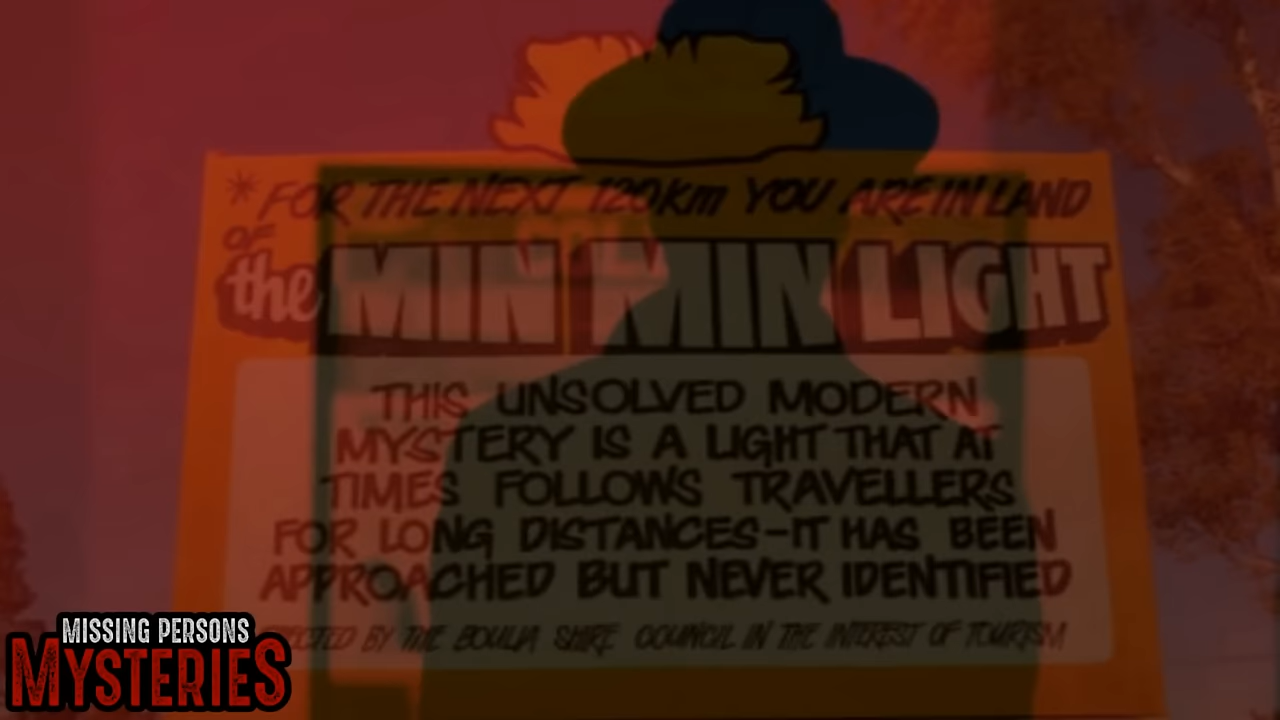 * FOR THE NEXT 120km YOU ARE IN LAND
OF
the MIN MIN LIGHT
THIS UNSOLVED MODERN
MYSTERY IS A LIGHT THAT AT
TIMES FOLLOWS TRAVELLERS
FOR LONG DISTANCES-IT HAS BEEN
APPROACHED BUT NEVER IDENTIFIED
ERECTED BY THE BOULIA SHIRE COUNCIL IN THE INTEREST OF TOURISM
MISSING PERSONS
MYSTERIES